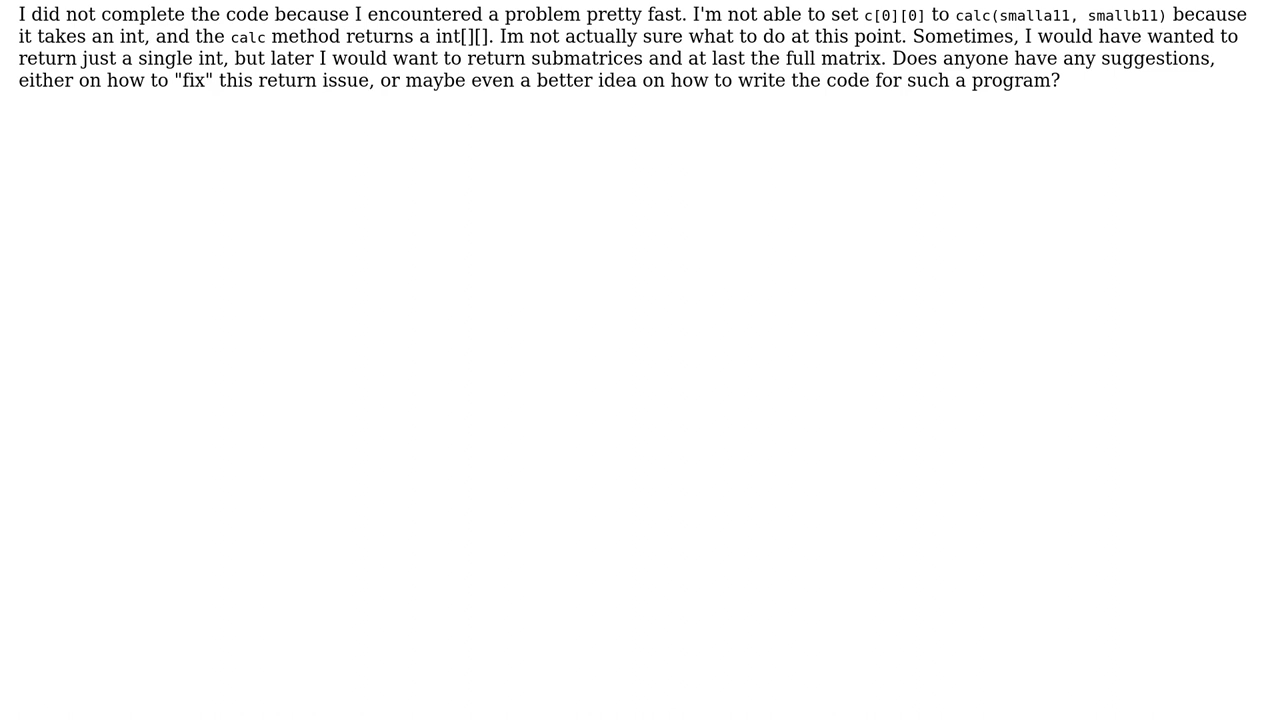 I did not complete the code because I encountered a problem pretty fast. I'm not able to set c[0][0] to calc(smalla11, smallb11) because
it takes an int, and the calc method returns a int[][]. Im not actually sure what to do at this point. Sometimes, I would have wanted to
return just a single int, but later I would want to return submatrices and at last the full matrix. Does anyone have any suggestions,
either on how to "fix" this return issue, or maybe even a better idea on how to write the code for such a program?